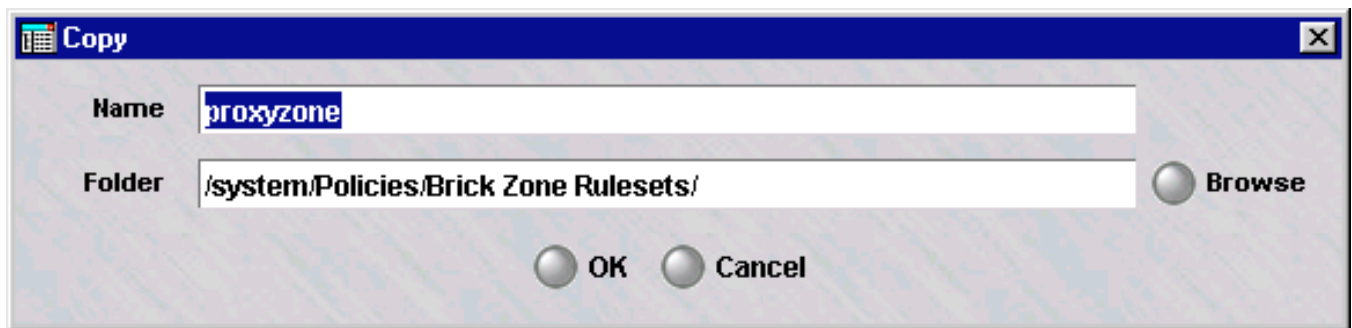 Copy
Name proxyzone
Folder /system/Policies/Brick Zone Rulesets/ Browse
OK Cancel